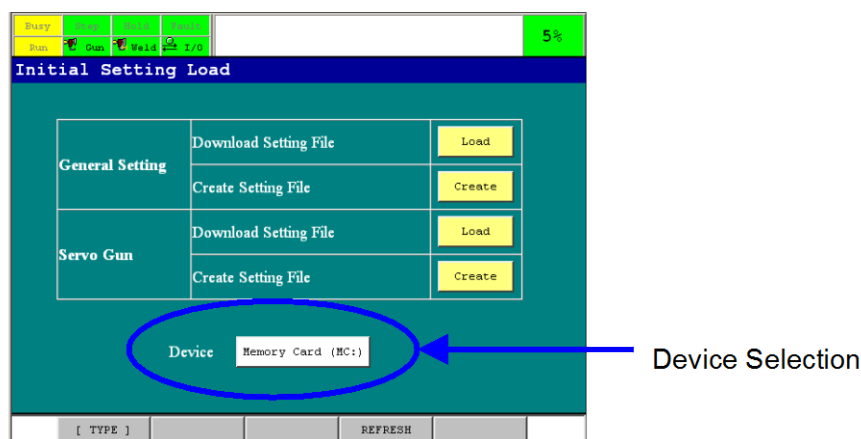 Busy Step Hold Fault
Run Gun Weld I/O
5%
Initial Setting Load
General Setting
Download Setting File Load
Create Setting File Create
Servo Gun
Download Setting File Load
Create Setting File Create
Device Memory Card (MC:)
Device Selection
[ TYPE ] REFRESH